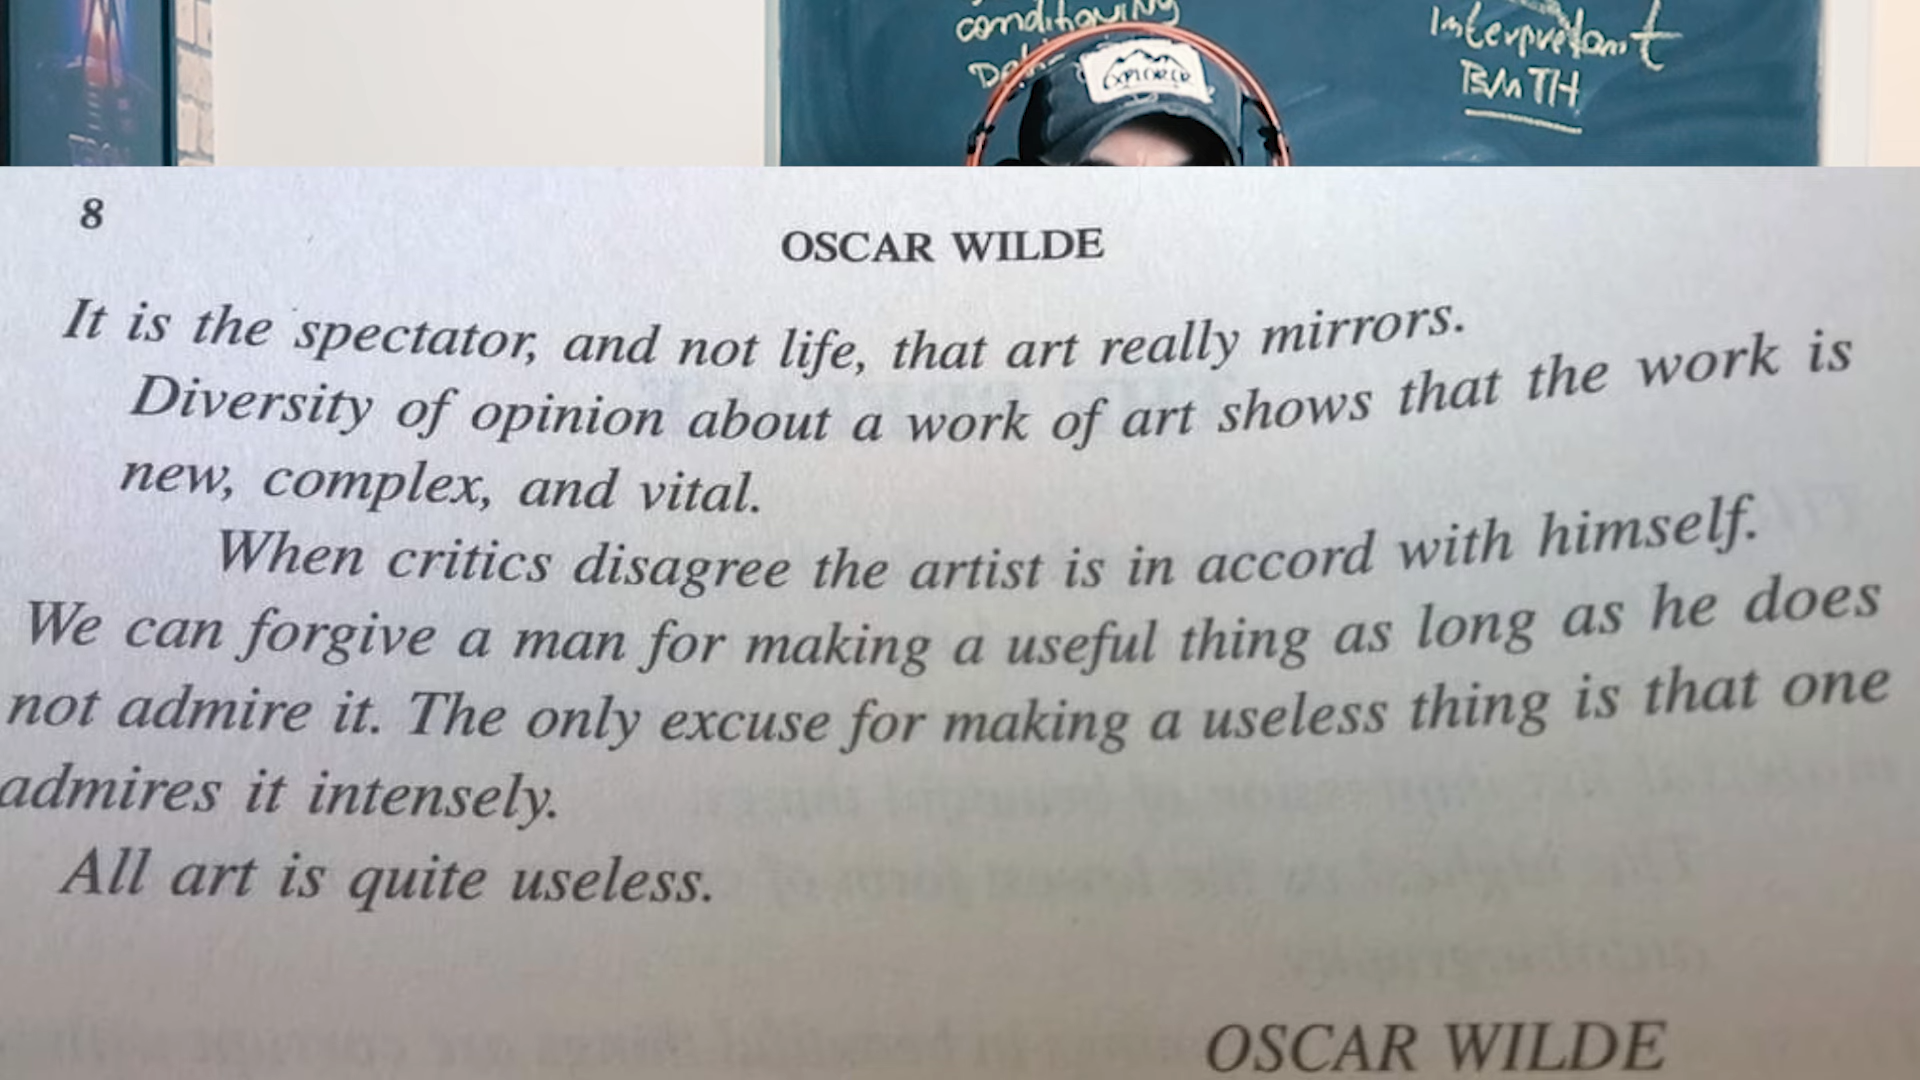 conditioning
Interpretant
BMTH
EXPLORER
8
OSCAR WILDE
It is the spectator, and not life, that art really mirrors.
Diversity of opinion about a work of art shows that the work is
new, complex, and vital.
When critics disagree the artist is in accord with himself.
We can forgive a man for making a useful thing as long as he does
not admire it. The only excuse for making a useless thing is that one
admires it intensely.
All art is quite useless.
OSCAR WILDE